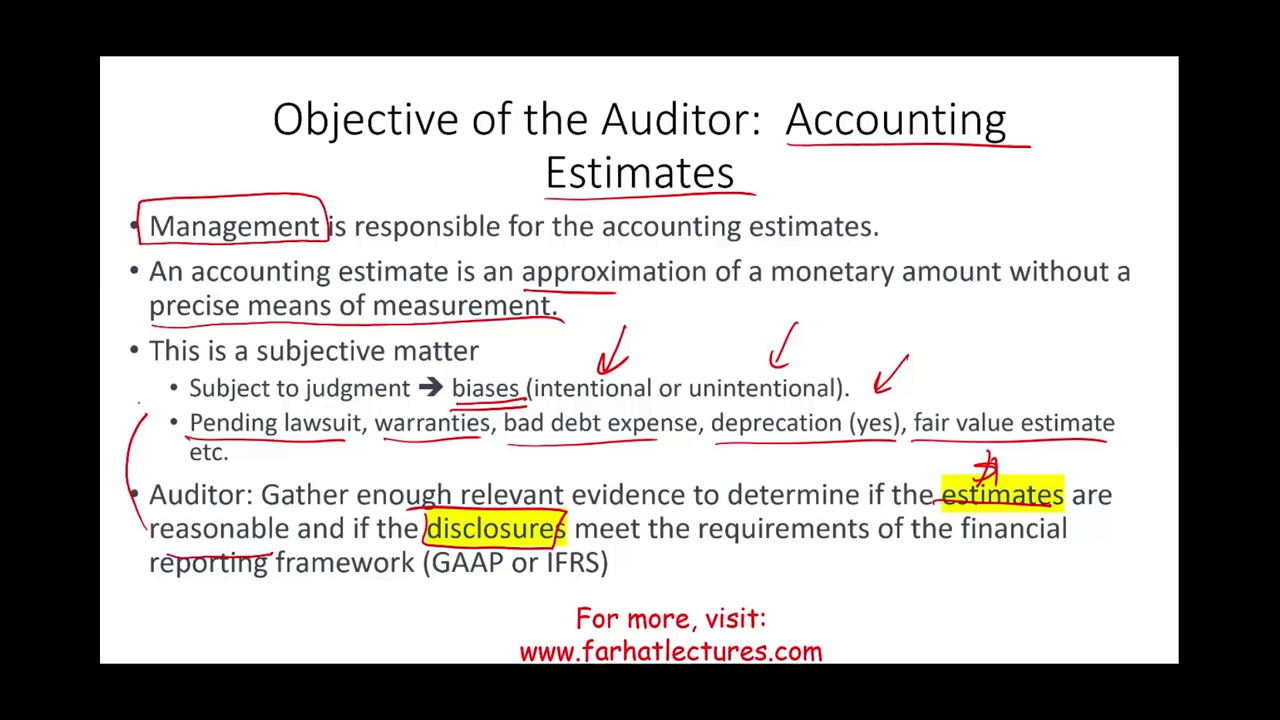 Objective of the Auditor: Accounting
Estimates
• Management is responsible for the accounting estimates.
• An accounting estimate is an approximation of a monetary amount without a
precise means of measurement.
• This is a subjective matter
• Subject to judgment ➔ biases (intentional or unintentional).
• Pending lawsuit, warranties, bad debt expense, deprecation (yes), fair value estimate
etc.
• Auditor: Gather enough relevant evidence to determine if the estimates are
reasonable and if the disclosures meet the requirements of the financial
reporting framework (GAAP or IFRS)
For more, visit:
www.farhatlectures.com